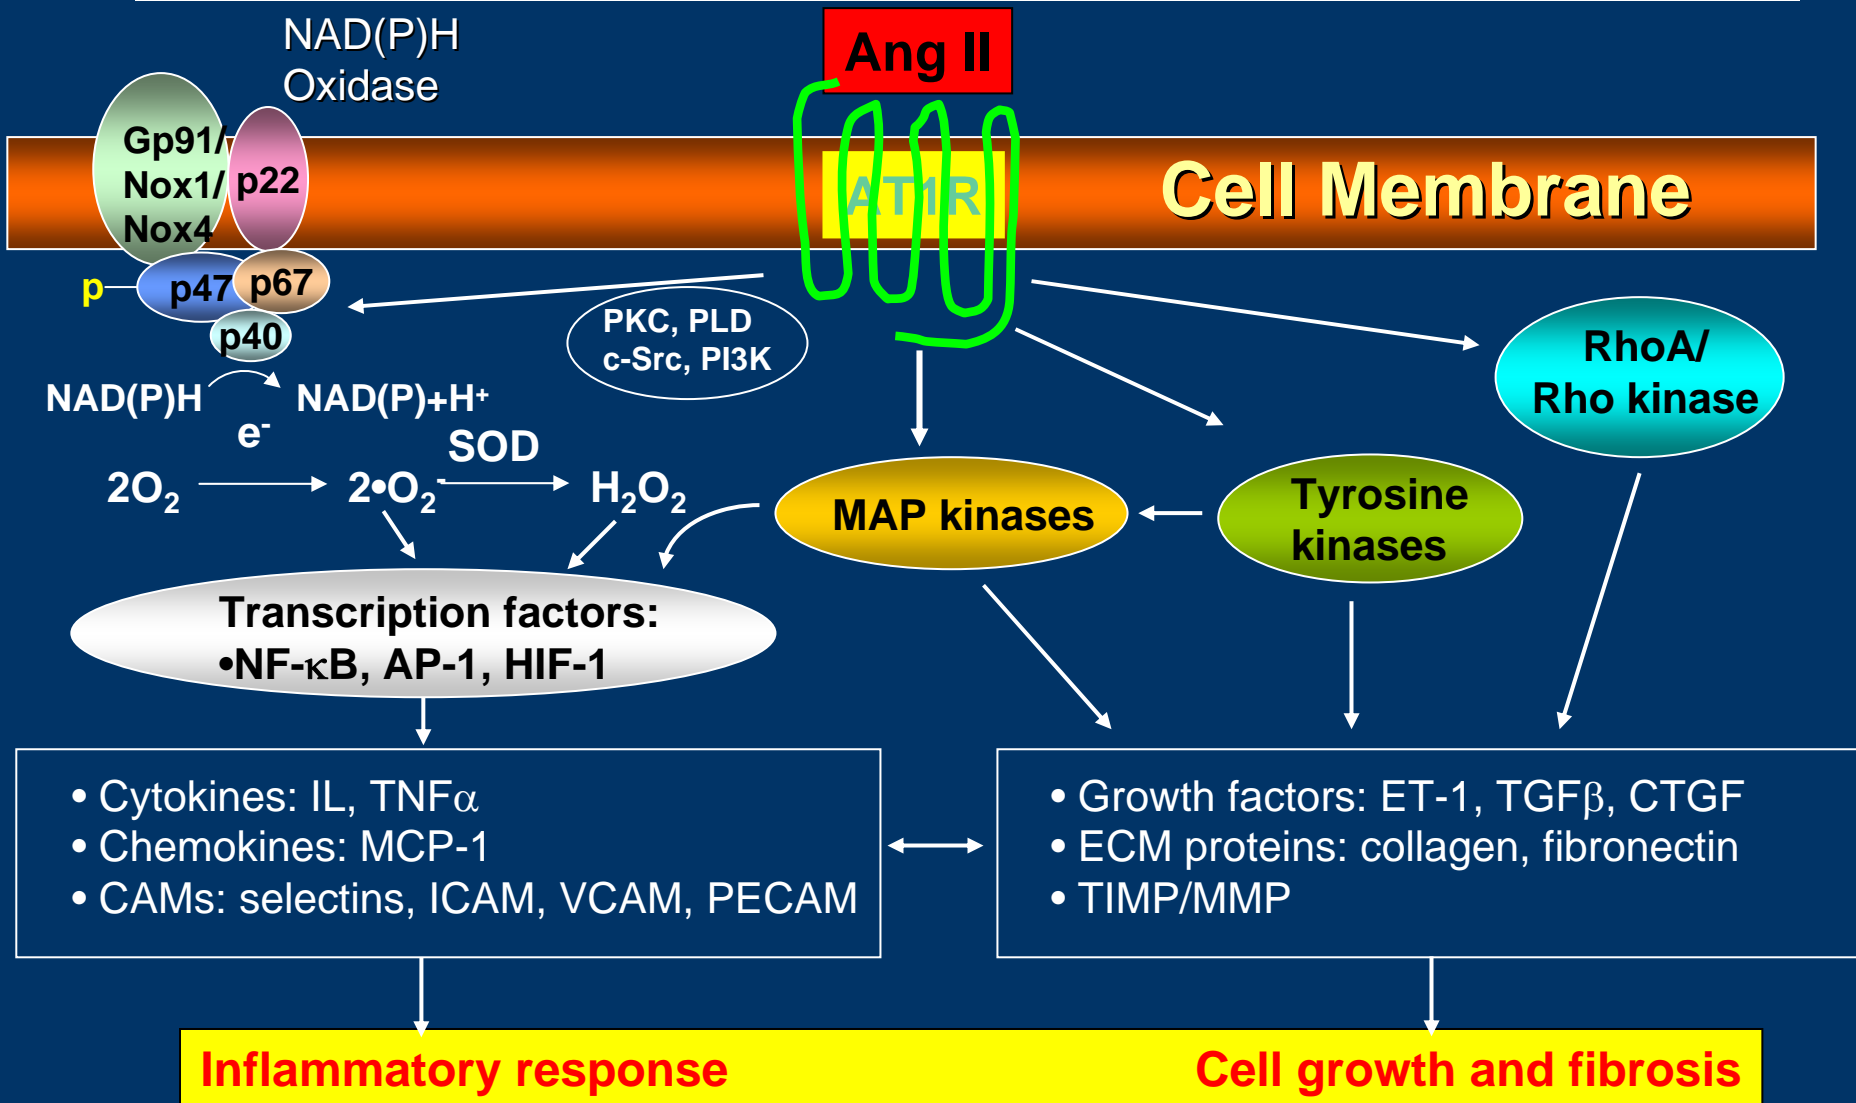 NAD(P)H
Oxidase
Ang II
Gp91/
Nox1/
Nox4
p22
AT1R
Cell Membrane
p
p47
p67
p40
PKC, PLD
c-Src, PI3K
RhoA/
Rho kinase
NAD(P)H
NAD(P)+H⁺
e⁻
SOD
2O₂
2•O₂⁻
H₂O₂
MAP kinases
Tyrosine
kinases
Transcription factors:
•NF-κB, AP-1, HIF-1
• Cytokines: IL, TNFα
• Chemokines: MCP-1
• CAMs: selectins, ICAM, VCAM, PECAM
• Growth factors: ET-1, TGFβ, CTGF
• ECM proteins: collagen, fibronectin
• TIMP/MMP
Inflammatory response
Cell growth and fibrosis